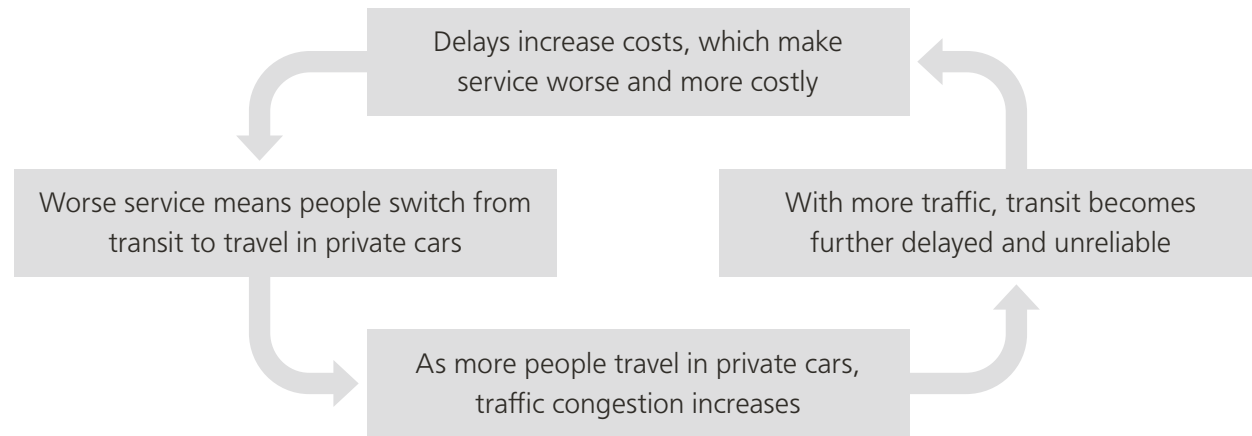 Delays increase costs, which make
service worse and more costly
Worse service means people switch from
transit to travel in private cars
With more traffic, transit becomes
further delayed and unreliable
As more people travel in private cars,
traffic congestion increases